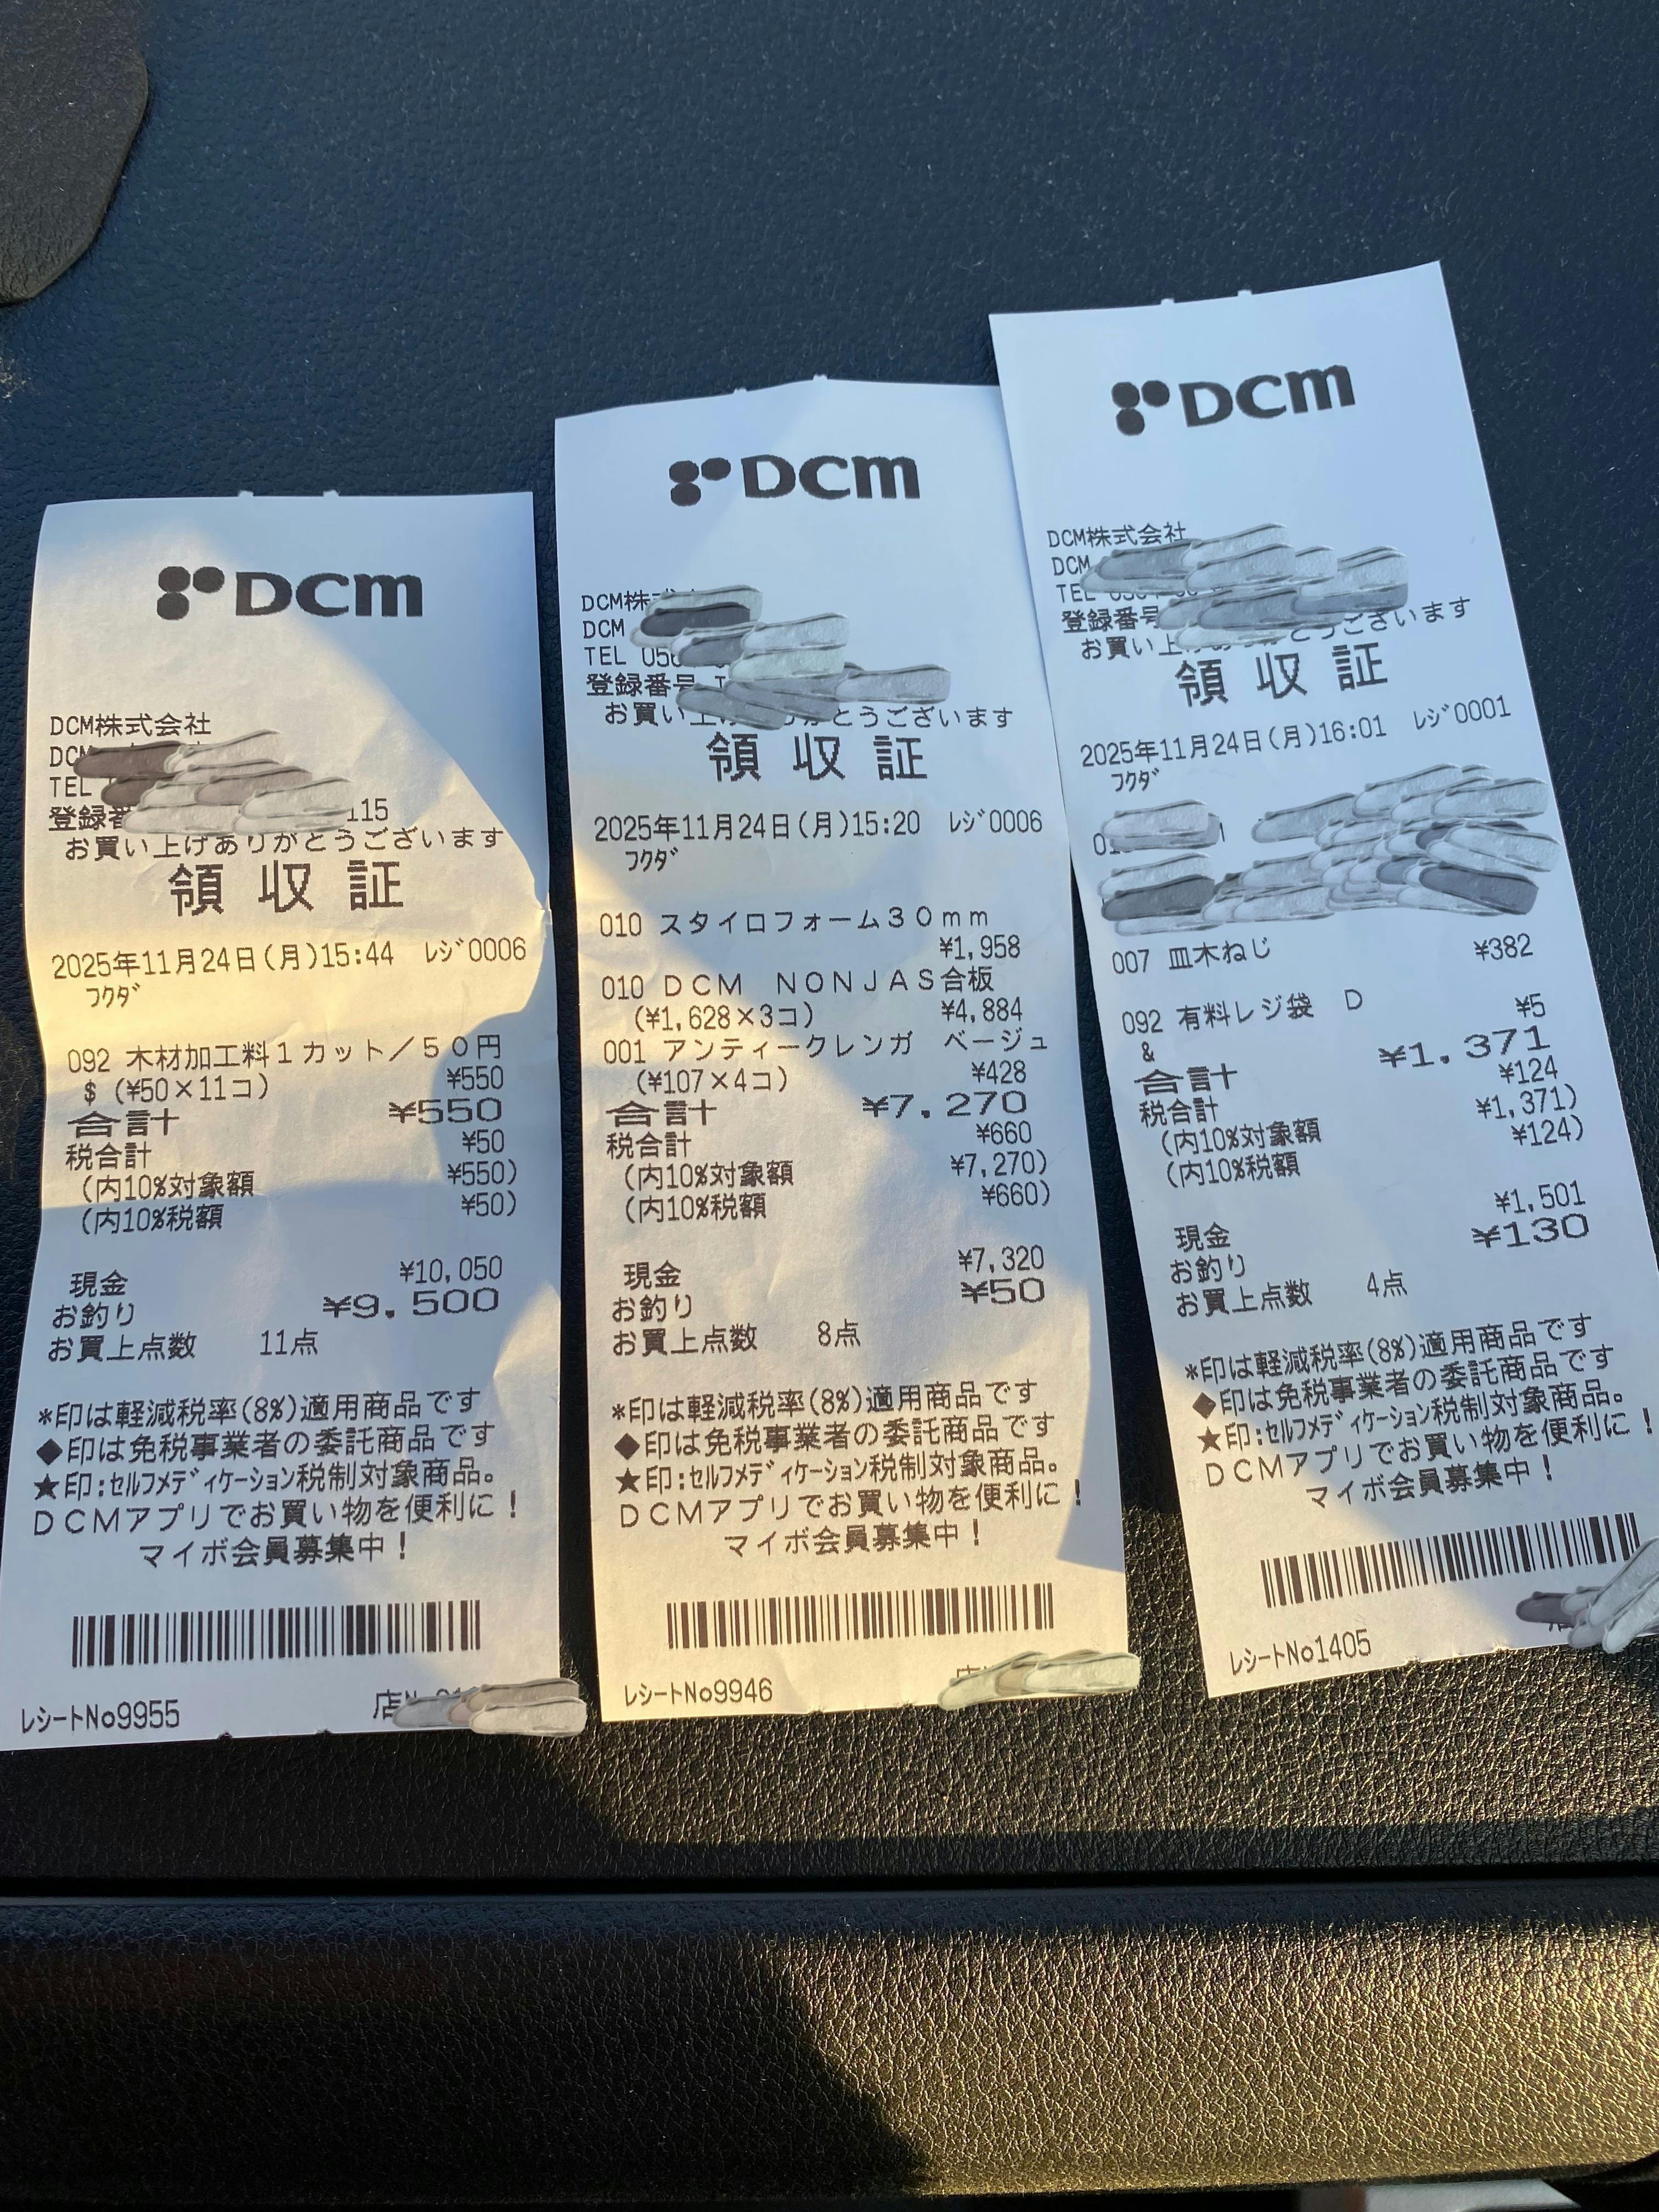 DCM
DCM株式会社
TEL
登録番
115
お買い上げありがとうございます
領収証
2025年11月24日(月)15:44 レジ0006
フクダ
092 木材加工料1カット/50円
$ (¥50×11コ) ¥550
合計 ¥550
税合計 ¥50
(内10%対象額 ¥550)
(内10%税額 ¥50)
現金 ¥10,050
お釣り ¥9,500
お買上点数 11点
*印は軽減税率(8%)適用商品です
◆印は免税事業者の委託商品です
★印:セルフメディケーション税制対象商品。
DCMアプリでお買い物を便利に!
マイボ会員募集中!
レシートNo9955 店
DCM
DCM株
DCM
TEL
登録番号
お買い とうございます
領収証
2025年11月24日(月)15:20 レジ0006
フクダ
010 スタイロフォーム30mm
¥1,958
010 DCM NONJAS合板
(¥1,628×3コ) ¥4,884
001 アンティークレンガ ベージュ
(¥107×4コ) ¥428
合計 ¥7,270
税合計 ¥660
(内10%対象額 ¥7,270)
(内10%税額 ¥660)
現金 ¥7,320
お釣り ¥50
お買上点数 8点
*印は軽減税率(8%)適用商品です
◆印は免税事業者の委託商品です
★印:セルフメディケーション税制対象商品。
DCMアプリでお買い物を便利に!
マイボ会員募集中!
レシートNo9946
DCM
DCM株式会社
DCM
TEL
登録番号
お買い上 とうございます
領収証
2025年11月24日(月)16:01 レジ0001
フクダ
007 皿木ねじ ¥382
092 有料レジ袋 D ¥5
&
合計 ¥1,371
税合計 ¥124
(内10%対象額 ¥1,371)
(内10%税額 ¥124)
現金 ¥1,501
お釣り ¥130
お買上点数 4点
*印は軽減税率(8%)適用商品です
◆印は免税事業者の委託商品です
★印:セルフメディケーション税制対象商品。
DCMアプリでお買い物を便利に!
マイボ会員募集中!
レシートNo1405